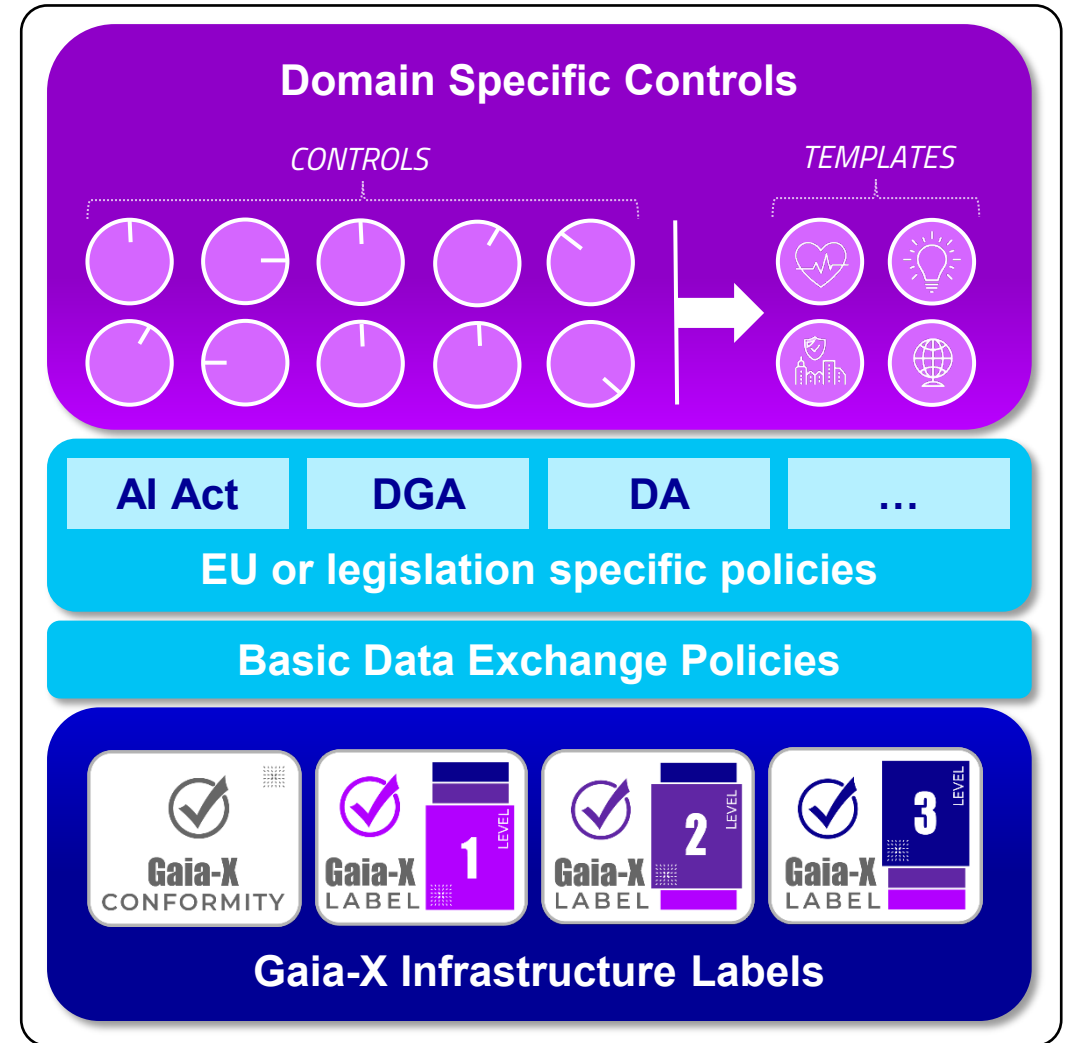 Domain Specific Controls
CONTROLS
TEMPLATES
AI Act
DGA
DA
...
EU or legislation specific policies
Basic Data Exchange Policies
Gaia-X
CONFORMITY
Gaia-X
LABEL
1
LEVEL
Gaia-X
LABEL
2
LEVEL
Gaia-X
LABEL
3
LEVEL
Gaia-X Infrastructure Labels